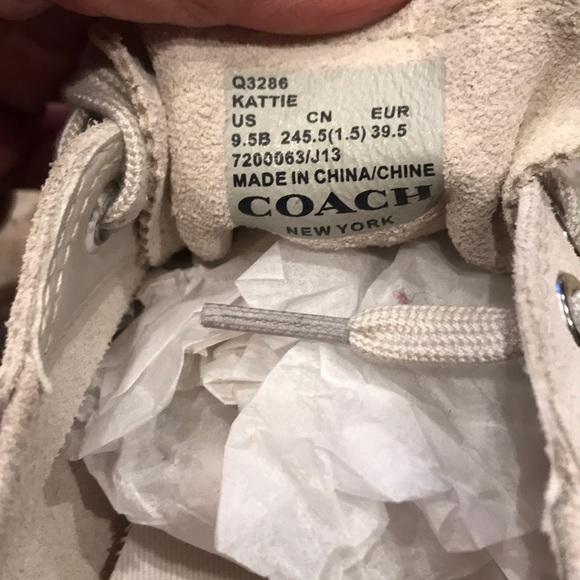 Q3286
KATTIE
US CN EUR
9.5B 245.5(1.5) 39.5
7200063/J13
MADE IN CHINA/CHINE
COACH
NEW YORK